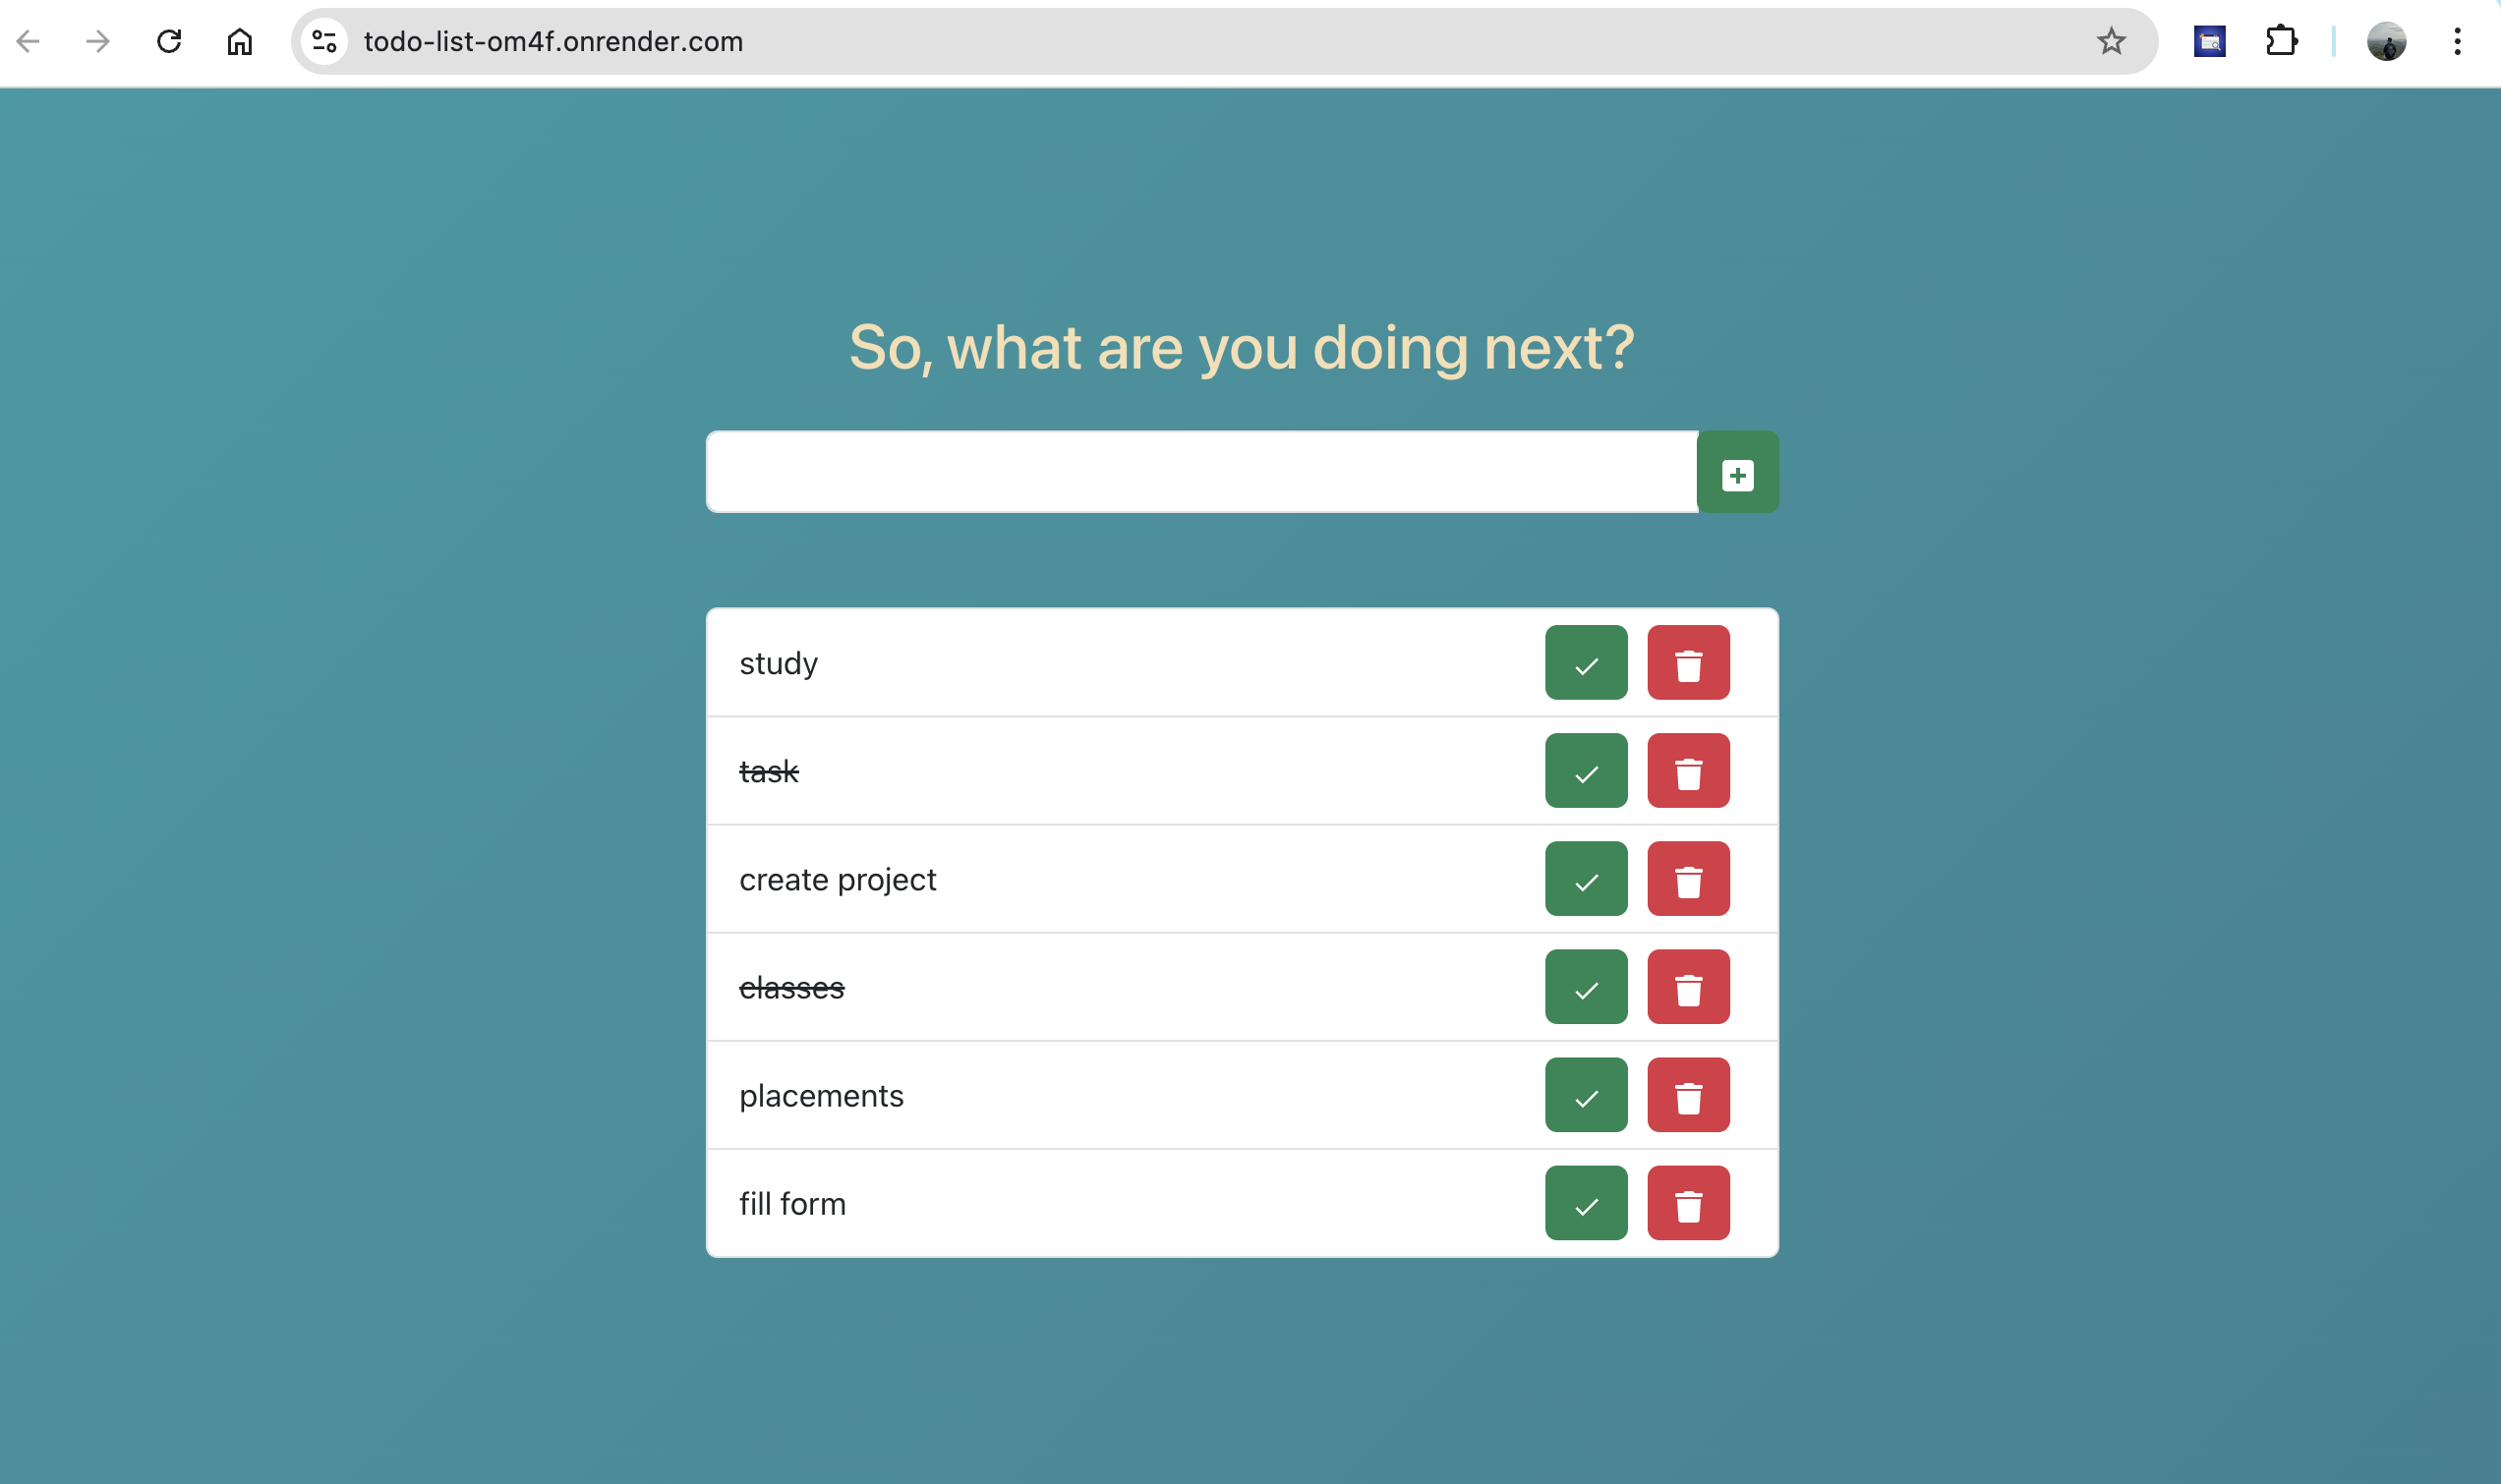 todo-list-om4f.onrender.com
So, what are you doing next?
study
task
create project
classes
placements
fill form